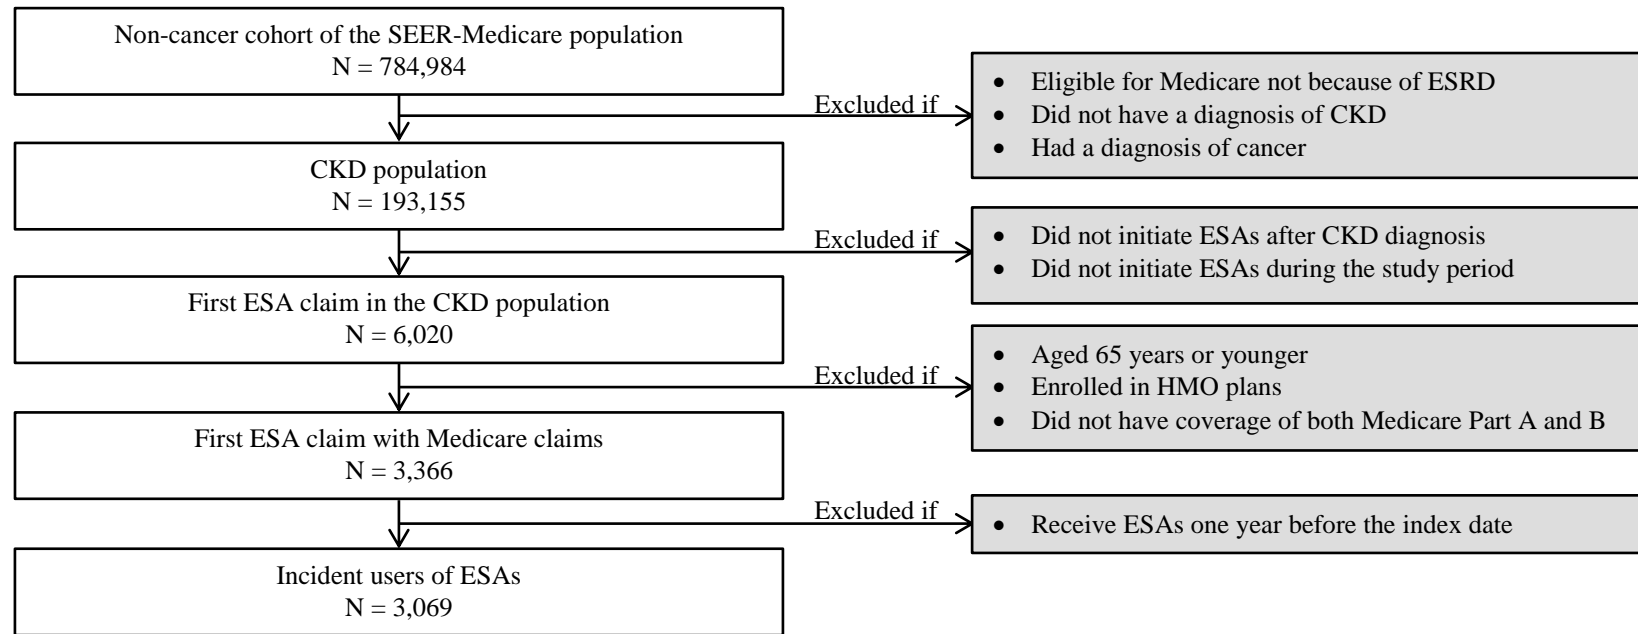 Non-cancer cohort of the SEER-Medicare population
N = 784,984
Excluded if
• Eligible for Medicare not because of ESRD
• Did not have a diagnosis of CKD
• Had a diagnosis of cancer
CKD population
N = 193,155
Excluded if
• Did not initiate ESAs after CKD diagnosis
• Did not initiate ESAs during the study period
First ESA claim in the CKD population
N = 6,020
Excluded if
• Aged 65 years or younger
• Enrolled in HMO plans
• Did not have coverage of both Medicare Part A and B
First ESA claim with Medicare claims
N = 3,366
Excluded if
• Receive ESAs one year before the index date
Incident users of ESAs
N = 3,069